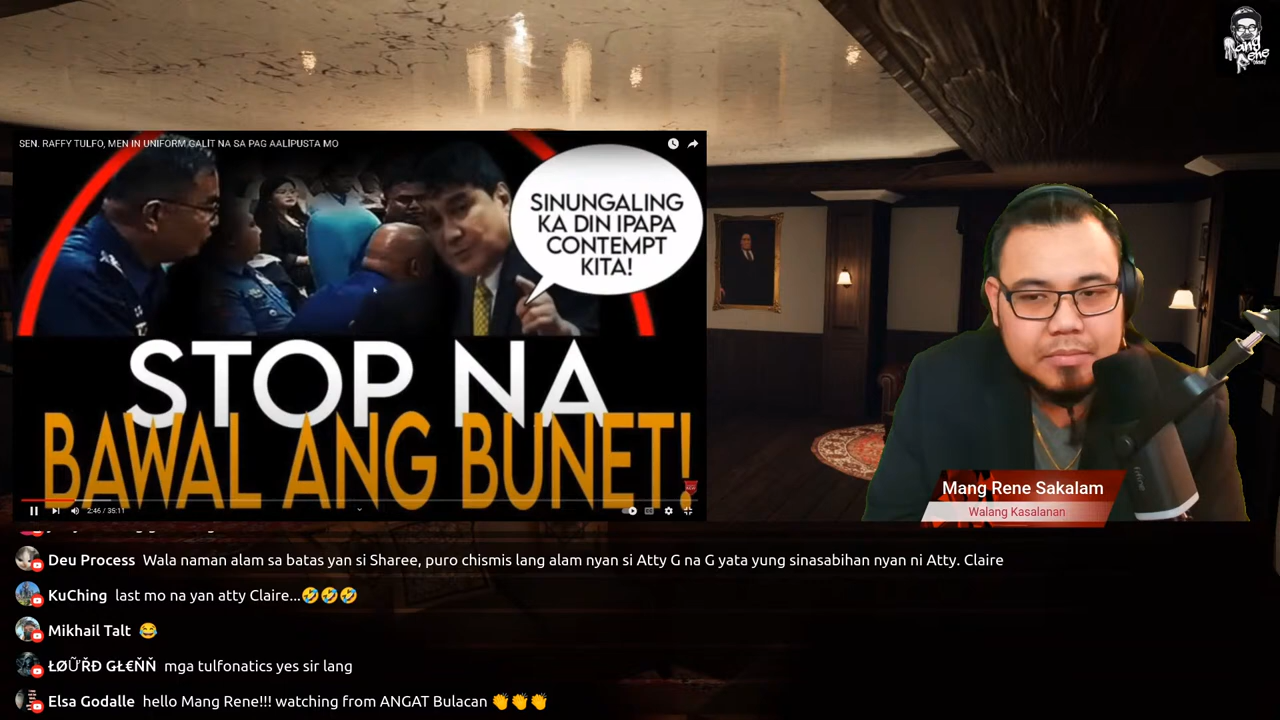 Mang
Rene
SEN. RAFFY TULFO, MEN IN UNIFORM GALIT NA SA PAG AALIPUSTA MO
SINUNGALING
KA DIN IPAPA
CONTEMPT
KITA!
STOP NA
BAWAL ANG BUNET!
2:46 / 35:11
Mang Rene Sakalam
Walang Kasalanan
Deu Process Wala naman alam sa batas yan si Sharee, puro chismis lang alam nyan si Atty G na G yata yung sinasabihan nyan ni Atty. Claire
KuChing last mo na yan atty Claire...🤣🤣🤣
Mikhail Talt 😂
ŁØỮŘĐ GŁ€ŇŇ mga tulfonatics yes sir lang
Elsa Godalle hello Mang Rene!!! watching from ANGAT Bulacan 👏👏👏